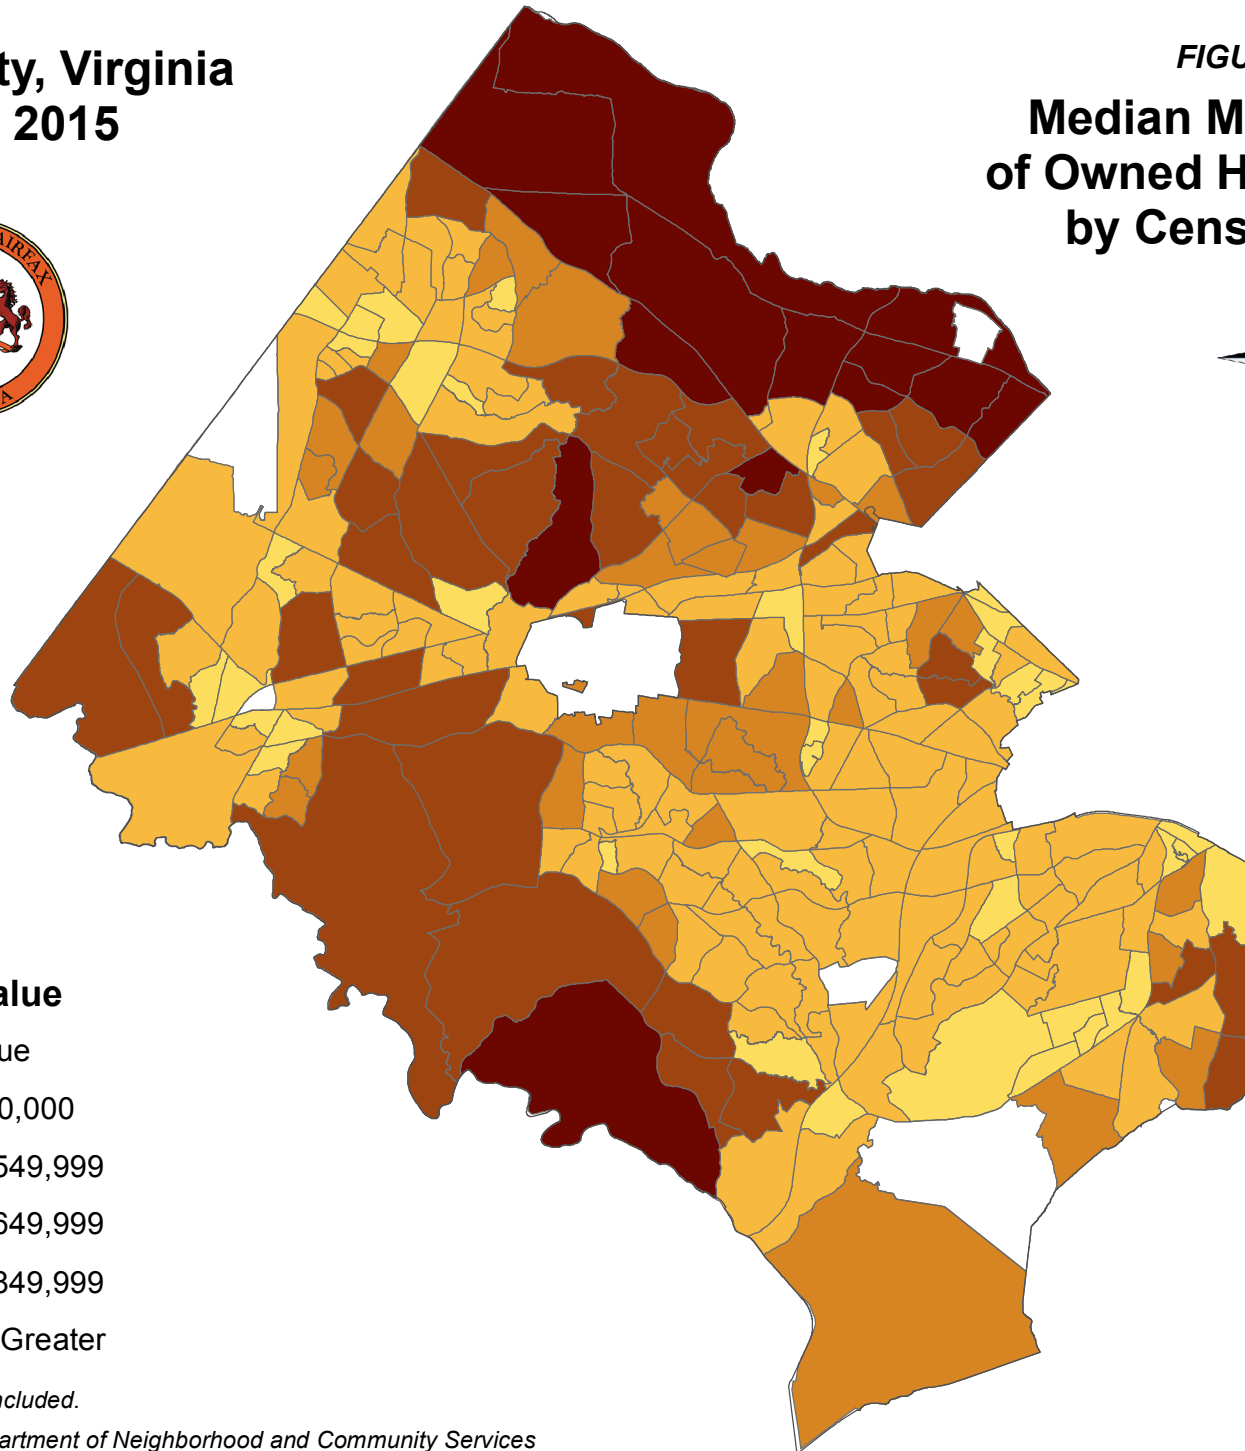 ty, Virginia
2015
FIGU
Median M
of Owned H
by Cens
AIRFAX
A
alue
ue
0,000
549,999
649,999
849,999
Greater
ncluded.
artment of Neighborhood and Community Services